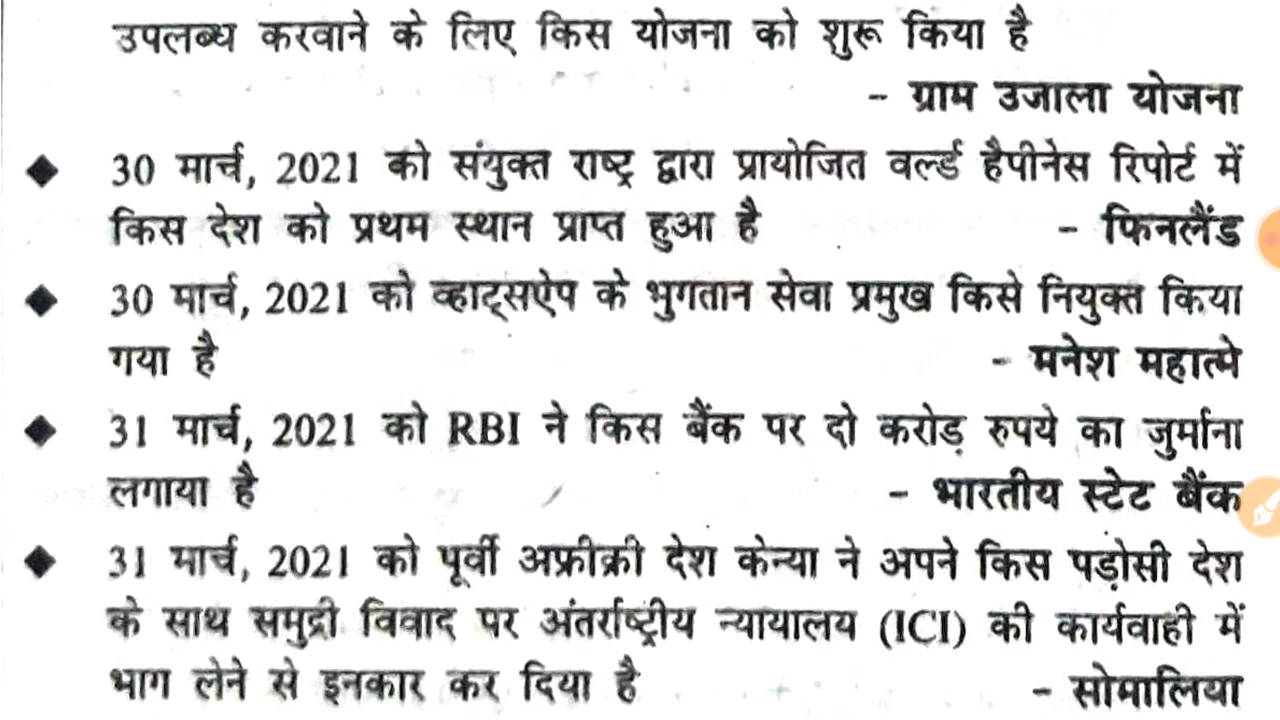 उपलब्ध करवाने के लिए किस योजना को शुरू किया है
- ग्राम उजाला योजना
◆ 30 मार्च, 2021 को संयुक्त राष्ट्र द्वारा प्रायोजित वर्ल्ड हैपीनेस रिपोर्ट में
किस देश को प्रथम स्थान प्राप्त हुआ है - फिनलैंड
◆ 30 मार्च, 2021 को व्हाट्सऐप के भुगतान सेवा प्रमुख किसे नियुक्त किया
गया है - मनेश महात्मे
◆ 31 मार्च, 2021 को RBI ने किस बैंक पर दो करोड़ रुपये का जुर्माना
लगाया है - भारतीय स्टेट बैंक
◆ 31 मार्च, 2021 को पूर्वी अफ्रीक्री देश केन्या ने अपने किस पड़ोसी देश
के साथ समुद्री विवाद पर अंतर्राष्ट्रीय न्यायालय (ICI) की कार्यवाही में
भाग लेने से इनकार कर दिया है - सोमालिया